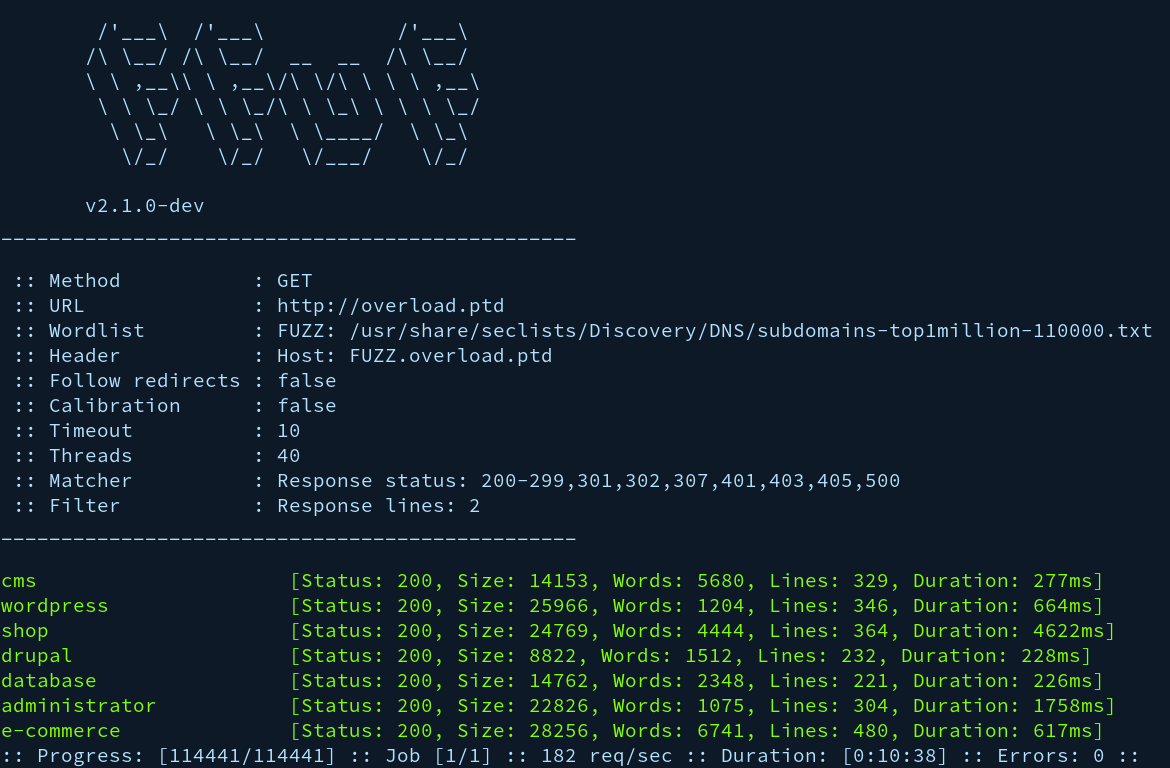 /'___\  /'___\           /'___\
       /\ \__/ /\ \__/  __  __  /\ \__/
       \ \ ,__\\ \ ,__\/\ \/\ \ \ \ ,__\
        \ \ \_/ \ \ \_/\ \ \_\ \ \ \ \_/
         \ \_\   \ \_\  \ \____/  \ \_\
          \/_/    \/_/   \/___/    \/_/

       v2.1.0-dev
________________________________________________

 :: Method           : GET
 :: URL              : http://overload.ptd
 :: Wordlist         : FUZZ: /usr/share/seclists/Discovery/DNS/subdomains-top1million-110000.txt
 :: Header           : Host: FUZZ.overload.ptd
 :: Follow redirects : false
 :: Calibration      : false
 :: Timeout          : 10
 :: Threads          : 40
 :: Matcher          : Response status: 200-299,301,302,307,401,403,405,500
 :: Filter           : Response lines: 2
________________________________________________

cms                     [Status: 200, Size: 14153, Words: 5680, Lines: 329, Duration: 277ms]
wordpress               [Status: 200, Size: 25966, Words: 1204, Lines: 346, Duration: 664ms]
shop                    [Status: 200, Size: 24769, Words: 4444, Lines: 364, Duration: 4622ms]
drupal                  [Status: 200, Size: 8822, Words: 1512, Lines: 232, Duration: 228ms]
database                [Status: 200, Size: 14762, Words: 2348, Lines: 221, Duration: 226ms]
administrator           [Status: 200, Size: 22826, Words: 1075, Lines: 304, Duration: 1758ms]
e-commerce              [Status: 200, Size: 28256, Words: 6741, Lines: 480, Duration: 617ms]
:: Progress: [114441/114441] :: Job [1/1] :: 182 req/sec :: Duration: [0:10:38] :: Errors: 0 ::